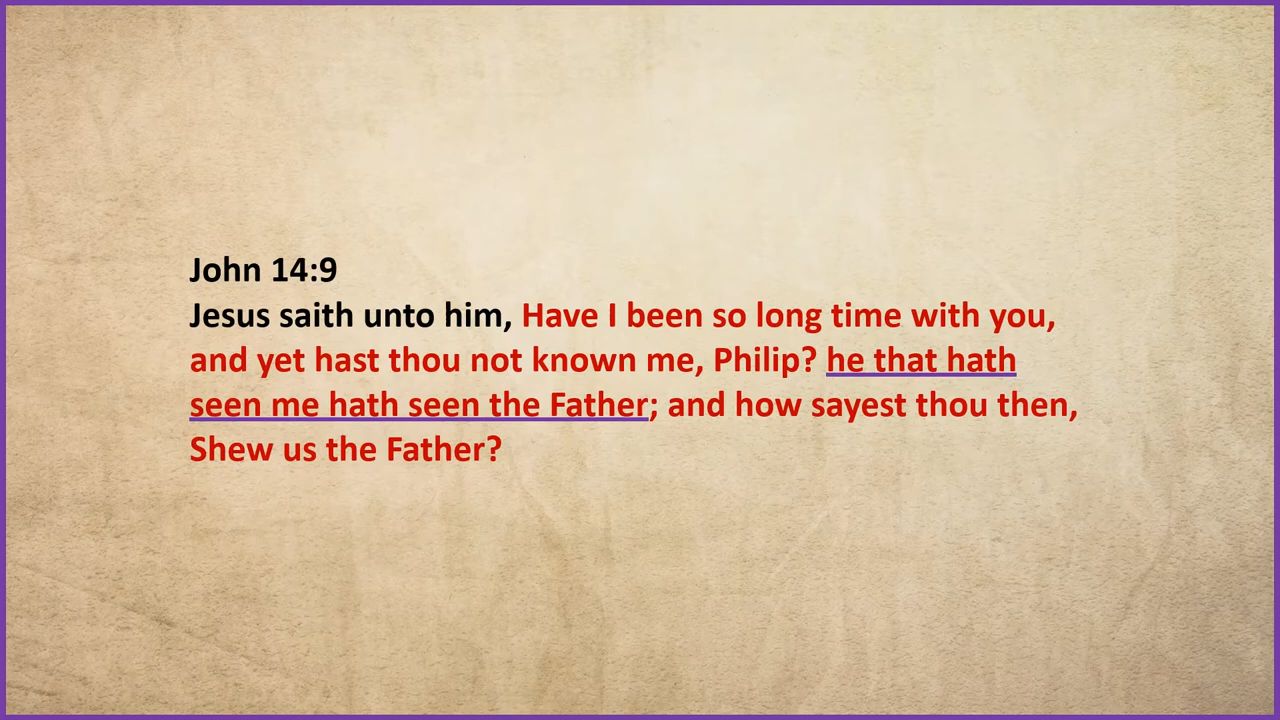 John 14:9
Jesus saith unto him, Have I been so long time with you,
and yet hast thou not known me, Philip? he that hath
seen me hath seen the Father; and how sayest thou then,
Shew us the Father?